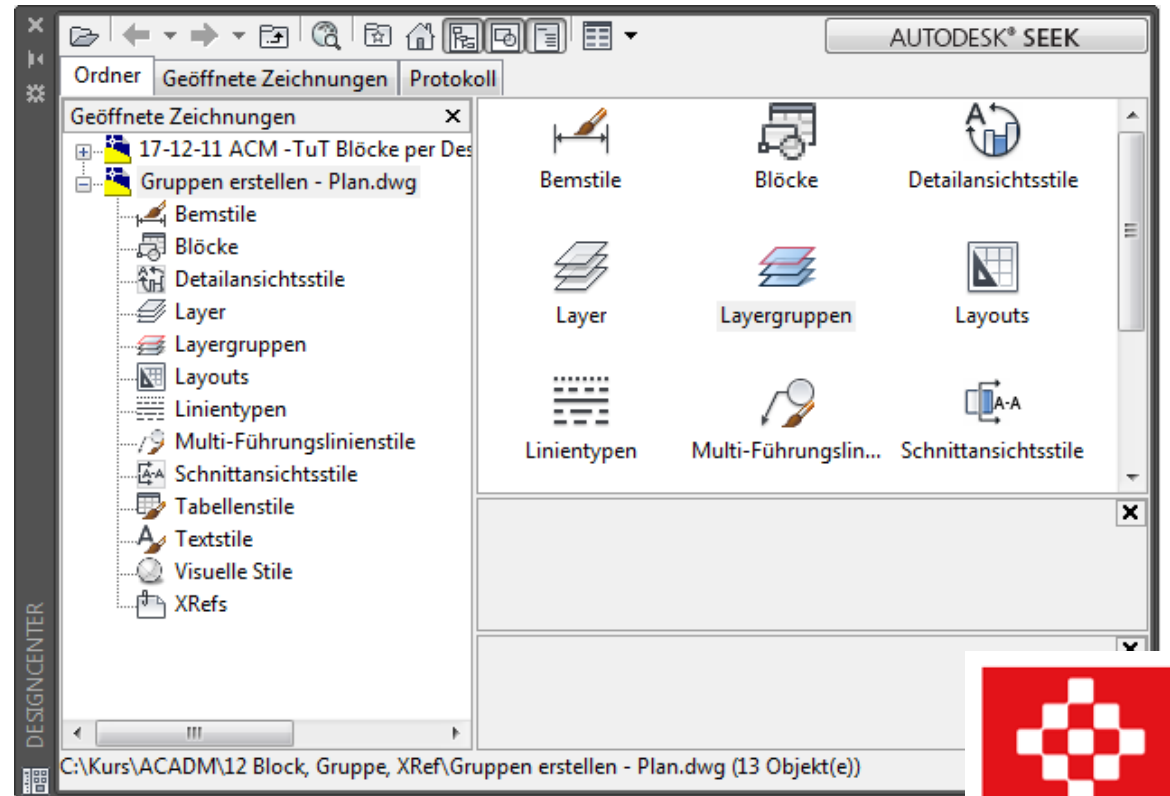 AUTODESK® SEEK
Ordner
Geöffnete Zeichnungen
Protokoll
Geöffnete Zeichnungen
17-12-11 ACM -TuT Blöcke per Des
Gruppen erstellen - Plan.dwg
Bemstile
Blöcke
Detailansichtsstile
Layer
Layergruppen
Layouts
Linientypen
Multi-Führungslinienstile
Schnittansichtsstile
Tabellenstile
Textstile
Visuelle Stile
XRefs
Bemstile
Blöcke
Detailansichtsstile
Layer
Layergruppen
Layouts
Linientypen
Multi-Führungslin...
Schnittansichtsstile
DESIGNCENTER
C:\Kurs\ACADM\12 Block, Gruppe, XRef\Gruppen erstellen - Plan.dwg (13 Objekt(e))